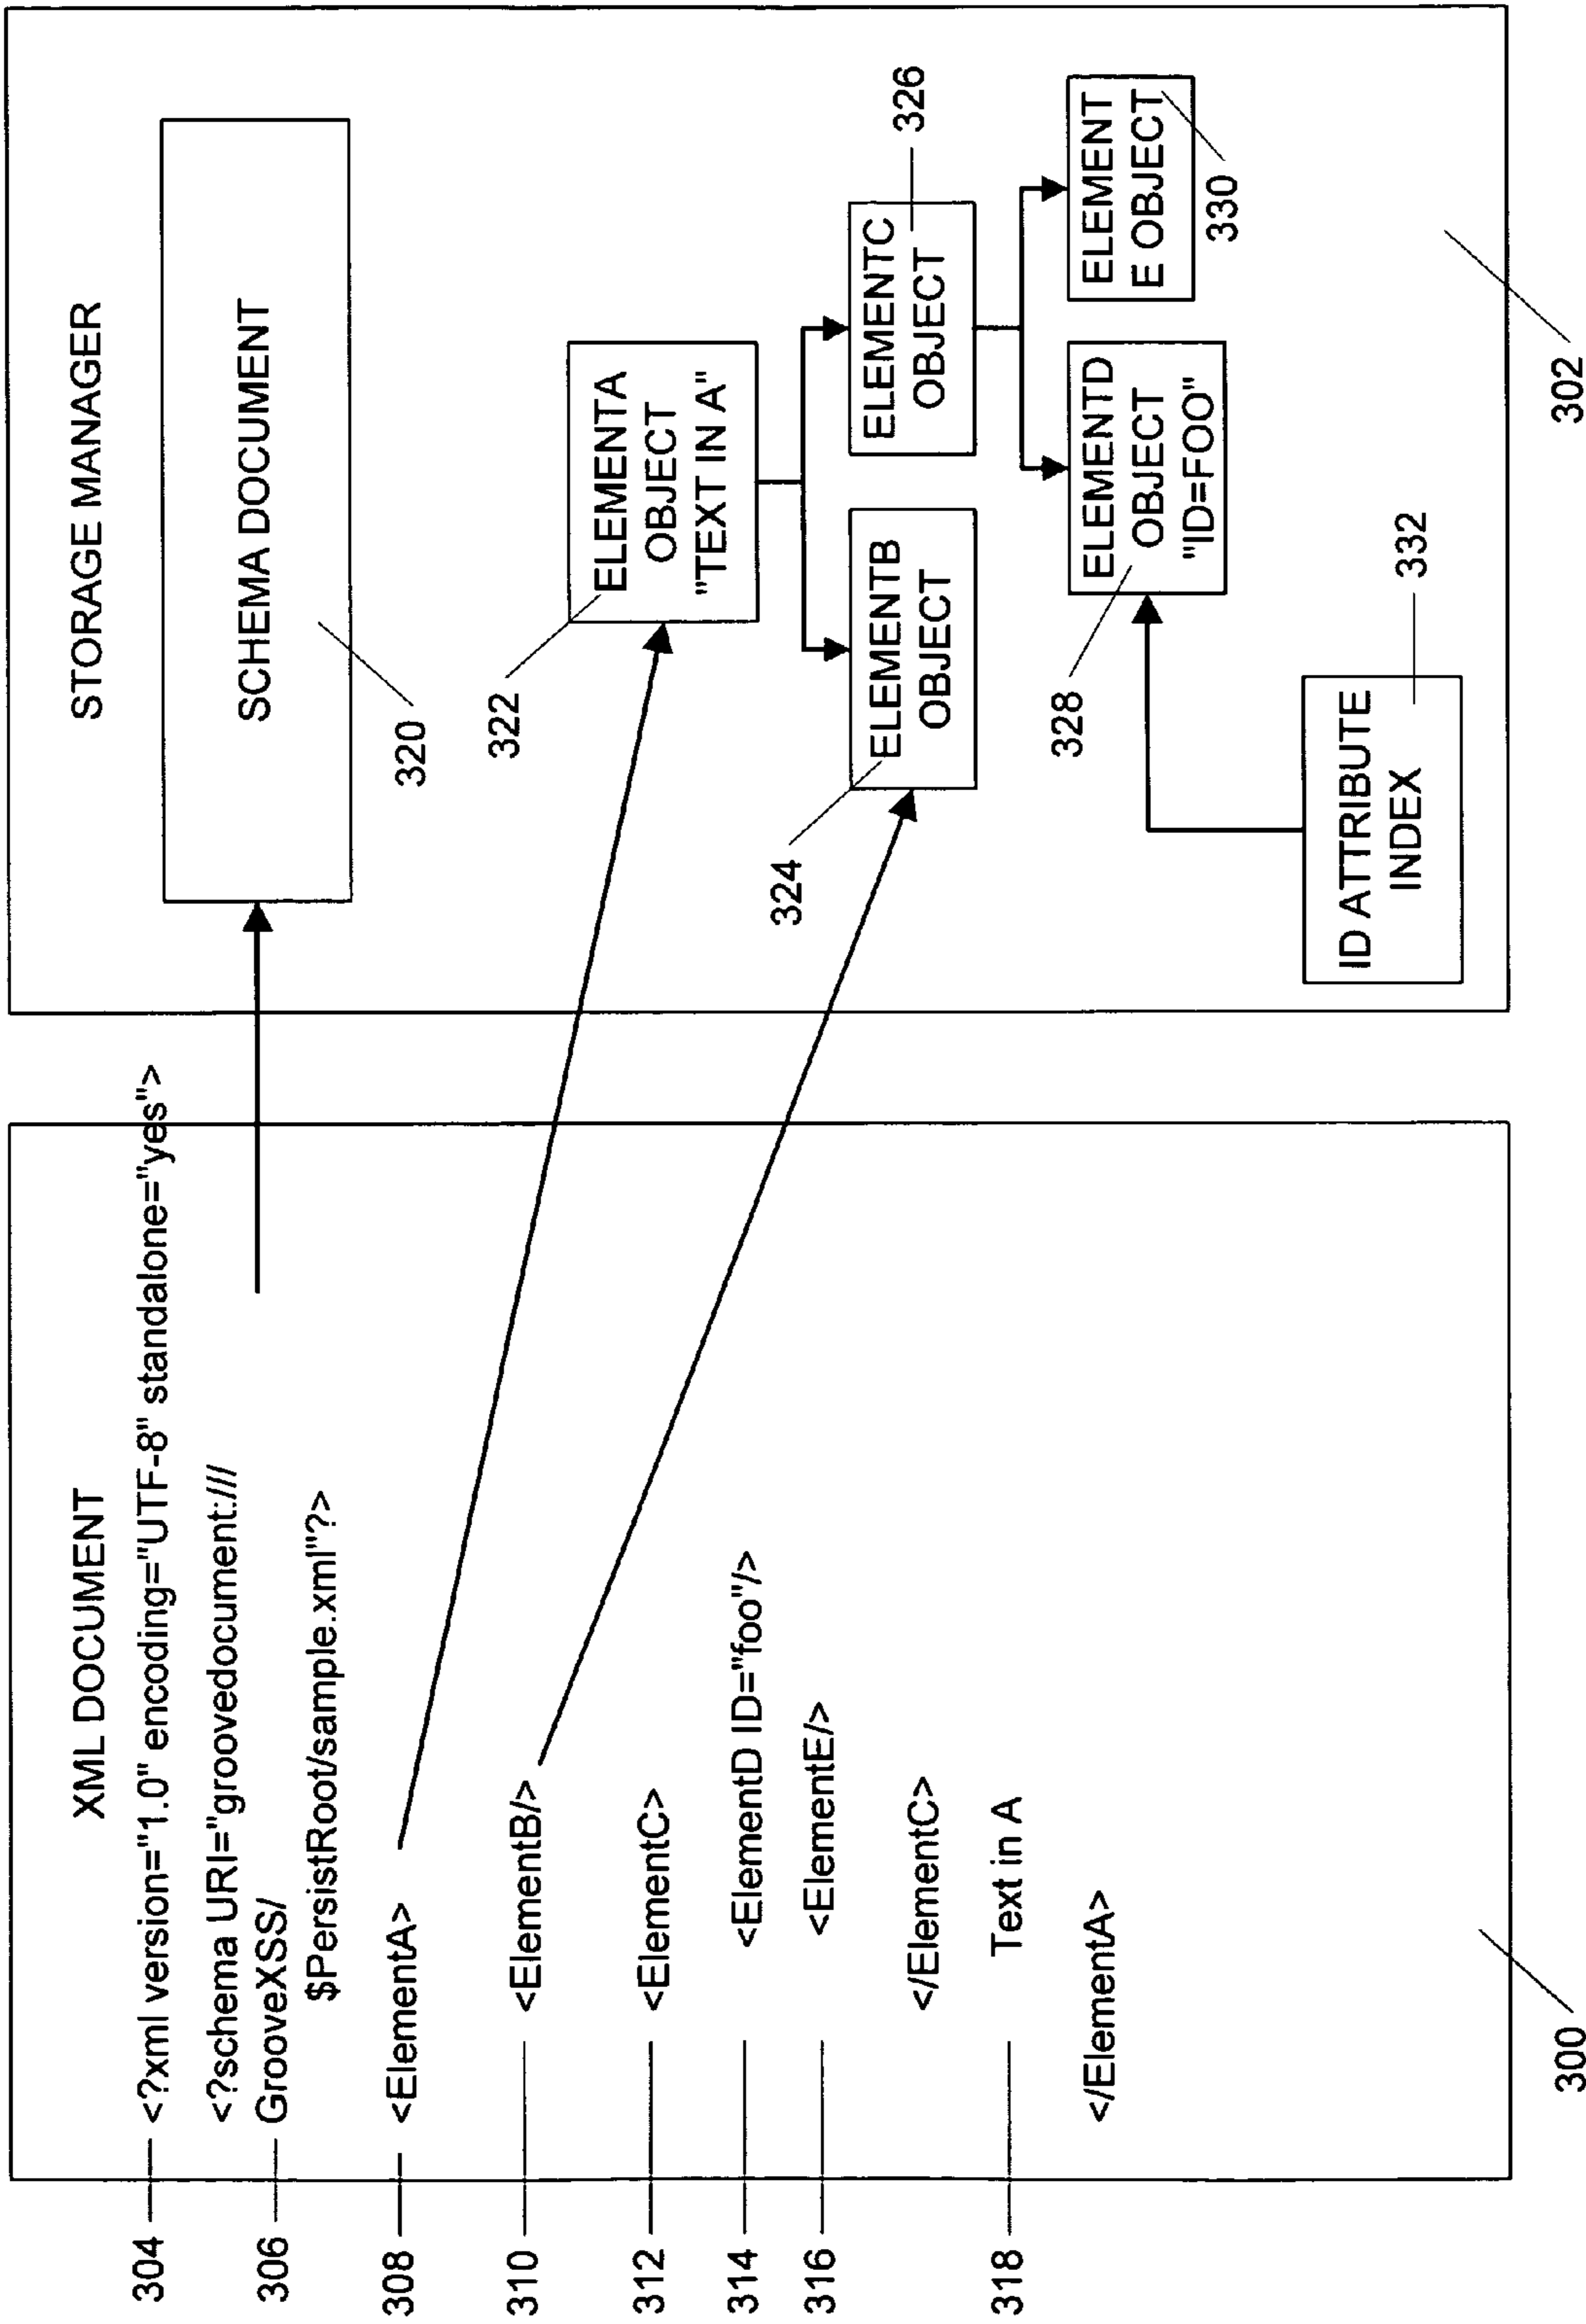 XML DOCUMENT
304
<?xml version="1.0" encoding="UTF-8" standalone="yes">
<?schema URI="groovedocument:///
306
GrooveXSS/
$PersistRoot/sample.xml"?>
308
<ElementA>
310
<ElementB/>
312
<ElementC>
314
<ElementD ID="foo"/>
316
<ElementE/>
</ElementC>
318
Text in A
</ElementA>
300
STORAGE MANAGER
SCHEMA DOCUMENT
320
322
ELEMENTA
OBJECT
"TEXT IN A"
324
ELEMENTB
OBJECT
ELEMENTC
OBJECT
326
328
ELEMENTD
OBJECT
"ID=FOO"
ELEMENT
E OBJECT
330
ID ATTRIBUTE
INDEX
332
302